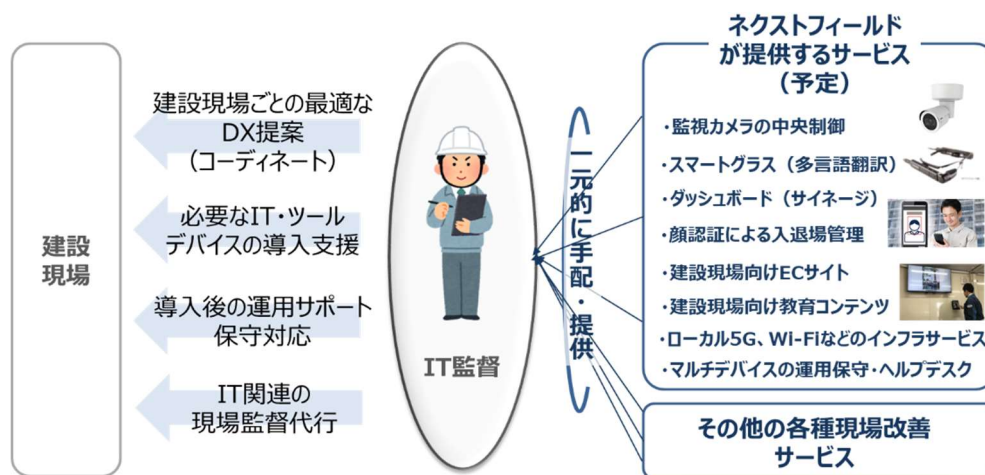 建設
現場
建設現場ごとの最適な
DX提案
（コーディネート）
必要なIT・ツール
デバイスの導入支援
導入後の運用サポート
保守対応
IT関連の
現場監督代行
IT監督
一元的に手配・提供
ネクストフィールド
が提供するサービス
（予定）
・監視カメラの中央制御
・スマートグラス（多言語翻訳）
・ダッシュボード（サイネージ）
・顔認証による入退場管理
・建設現場向けECサイト
・建設現場向け教育コンテンツ
・ローカル5G、Wi-Fiなどのインフラサービス
・マルチデバイスの運用保守・ヘルプデスク
その他の各種現場改善
サービス